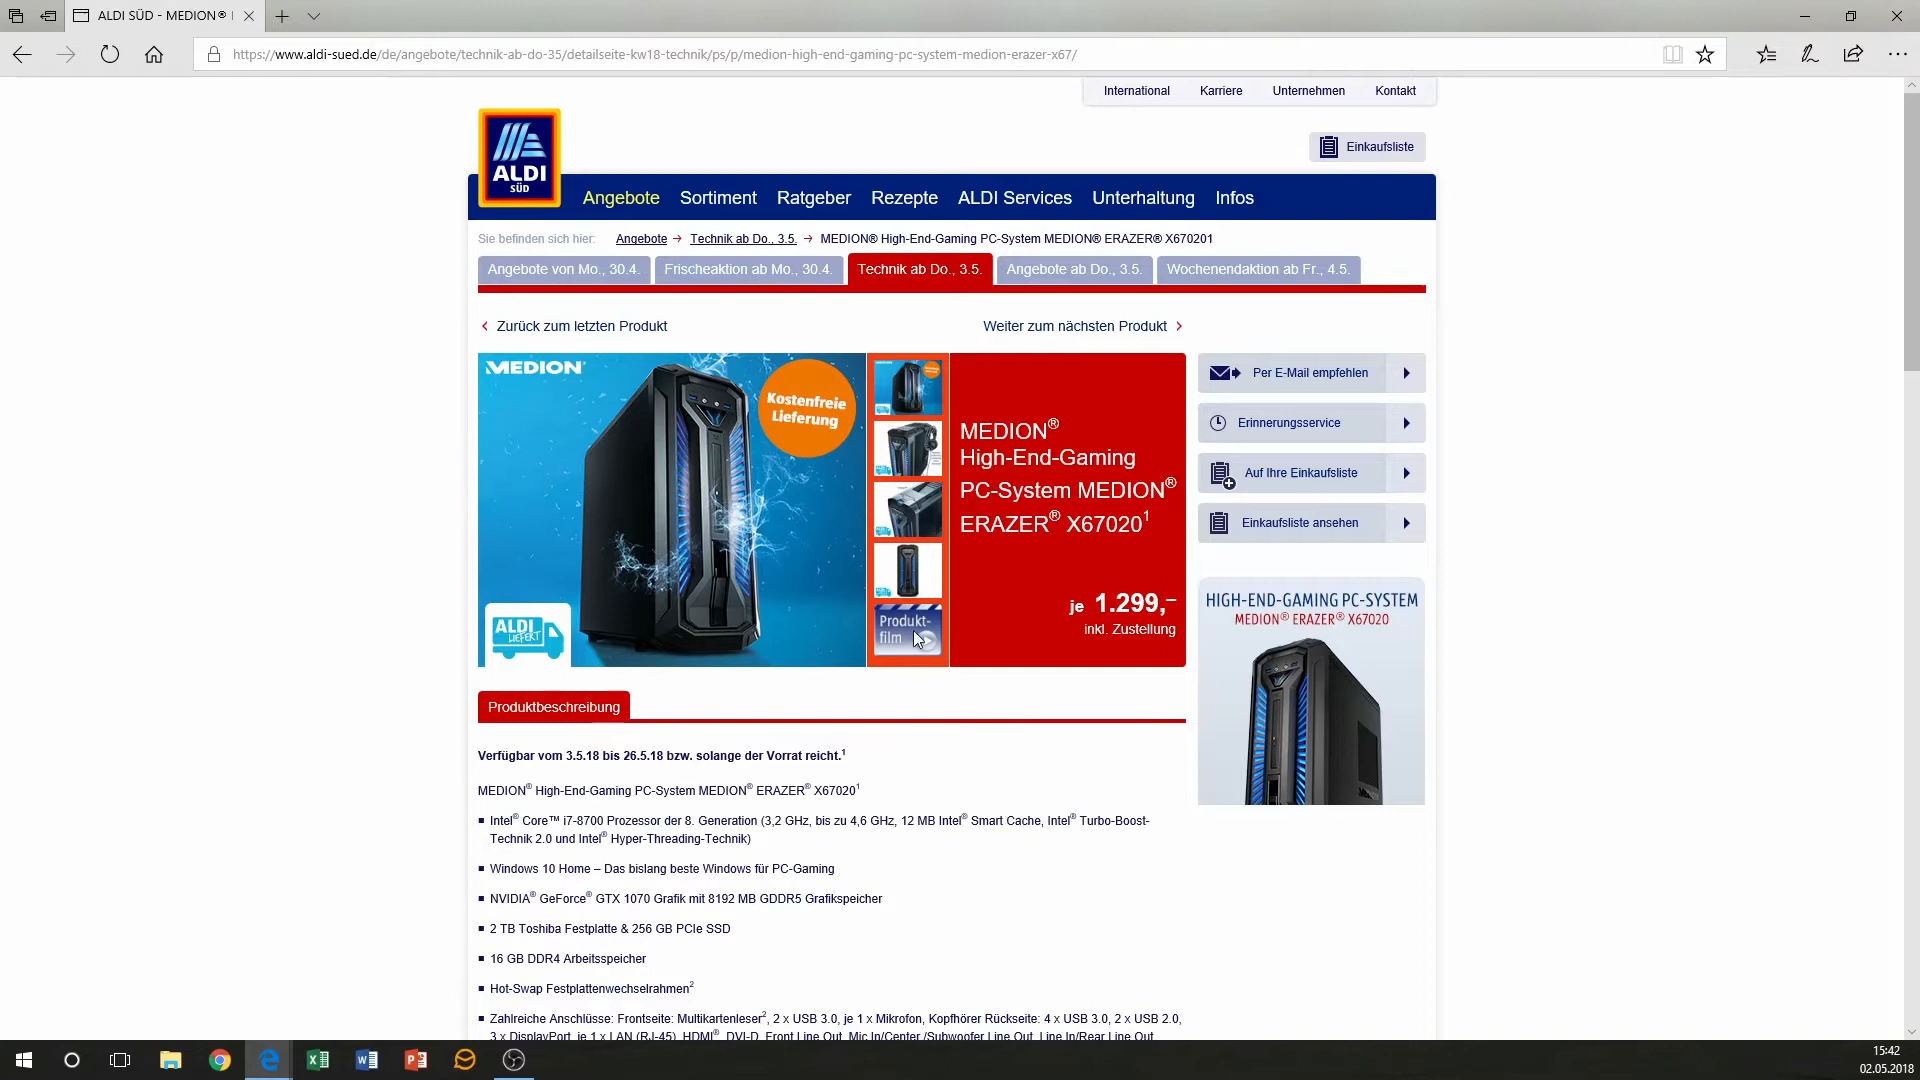 ALDI SÜD - MEDION®
https://www.aldi-sued.de/de/angebote/technik-ab-do-35/detailseite-kw18-technik/ps/p/medion-high-end-gaming-pc-system-medion-erazer-x67/
International Karriere Unternehmen Kontakt
Einkaufsliste
ALDI
SÜD
Angebote Sortiment Ratgeber Rezepte ALDI Services Unterhaltung Infos
Sie befinden sich hier: Angebote → Technik ab Do., 3.5. → MEDION® High-End-Gaming PC-System MEDION® ERAZER® X670201
Angebote von Mo., 30.4. Frischeaktion ab Mo., 30.4. Technik ab Do., 3.5. Angebote ab Do., 3.5. Wochenendaktion ab Fr., 4.5.
Zurück zum letzten Produkt Weiter zum nächsten Produkt
MEDION®
Kostenfreie
Lieferung
ALDI
LIEFERT
Produkt-
film
MEDION®
High-End-Gaming
PC-System MEDION®
ERAZER® X67020¹
je 1.299,–
inkl. Zustellung
Per E-Mail empfehlen
Erinnerungsservice
Auf Ihre Einkaufsliste
Einkaufsliste ansehen
HIGH-END-GAMING PC-SYSTEM
MEDION® ERAZER® X67020
Produktbeschreibung
Verfügbar vom 3.5.18 bis 26.5.18 bzw. solange der Vorrat reicht.¹
MEDION® High-End-Gaming PC-System MEDION® ERAZER® X67020¹
▪ Intel® Core™ i7-8700 Prozessor der 8. Generation (3,2 GHz, bis zu 4,6 GHz, 12 MB Intel® Smart Cache, Intel® Turbo-Boost-
Technik 2.0 und Intel® Hyper-Threading-Technik)
▪ Windows 10 Home – Das bislang beste Windows für PC-Gaming
▪ NVIDIA® GeForce® GTX 1070 Grafik mit 8192 MB GDDR5 Grafikspeicher
▪ 2 TB Toshiba Festplatte & 256 GB PCIe SSD
▪ 16 GB DDR4 Arbeitsspeicher
▪ Hot-Swap Festplattenwechselrahmen²
▪ Zahlreiche Anschlüsse: Frontseite: Multikartenleser², 2 x USB 3.0, je 1 x Mikrofon, Kopfhörer Rückseite: 4 x USB 3.0, 2 x USB 2.0,
3 x DisplayPort, je 1 x LAN (RJ-45), HDMI®, DVI-D, Front Line Out, Mic In/Center /Subwoofer Line Out, Line In/Rear Line Out
15:42
02.05.2018